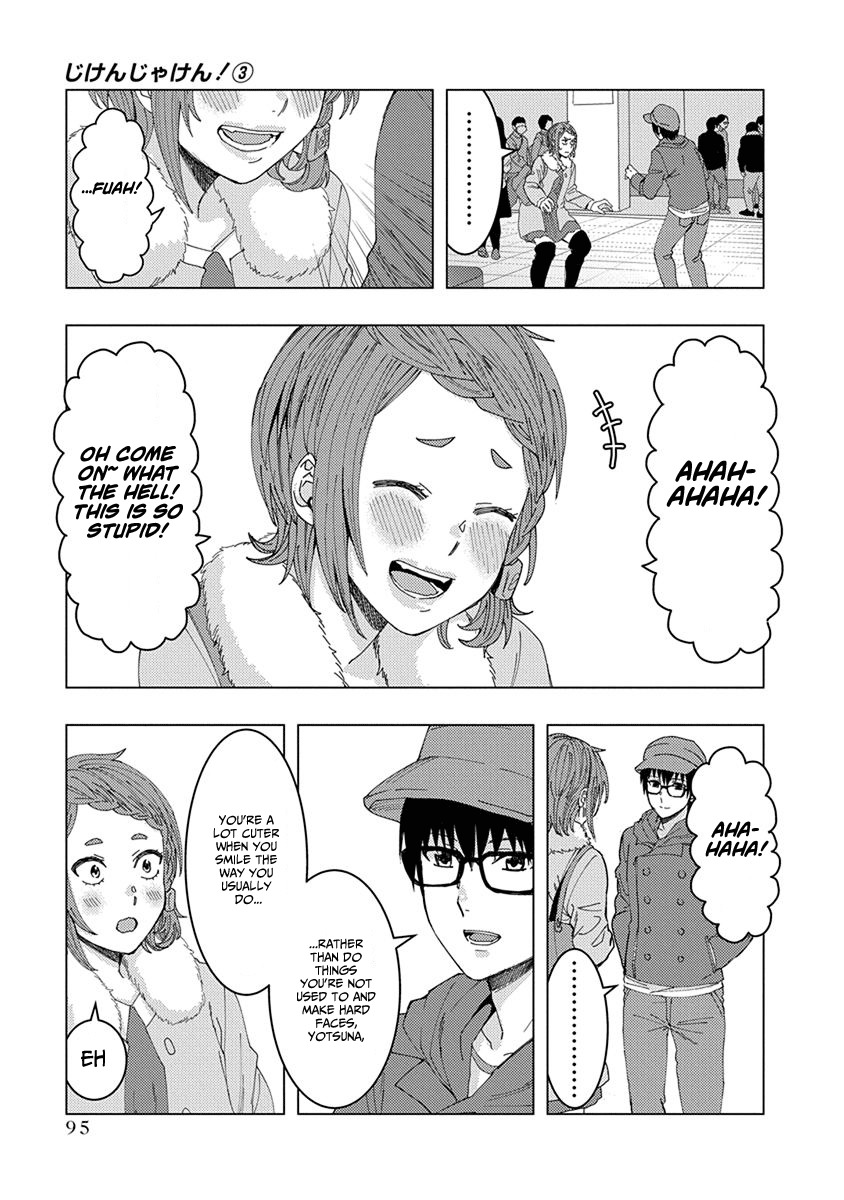 じけんじゃけん！③
………
...FUAH!
AHAH-
AHAHA!
OH COME
ON~ WHAT
THE HELL!
THIS IS SO
STUPID!
AHA-
HAHA!
………
...RATHER
THAN DO
THINGS
YOU'RE NOT
USED TO AND
MAKE HARD
FACES,
YOTSUNA,
YOU'RE A
LOT CUTER
WHEN YOU
SMILE THE
WAY YOU
USUALLY
DO...
EH
95